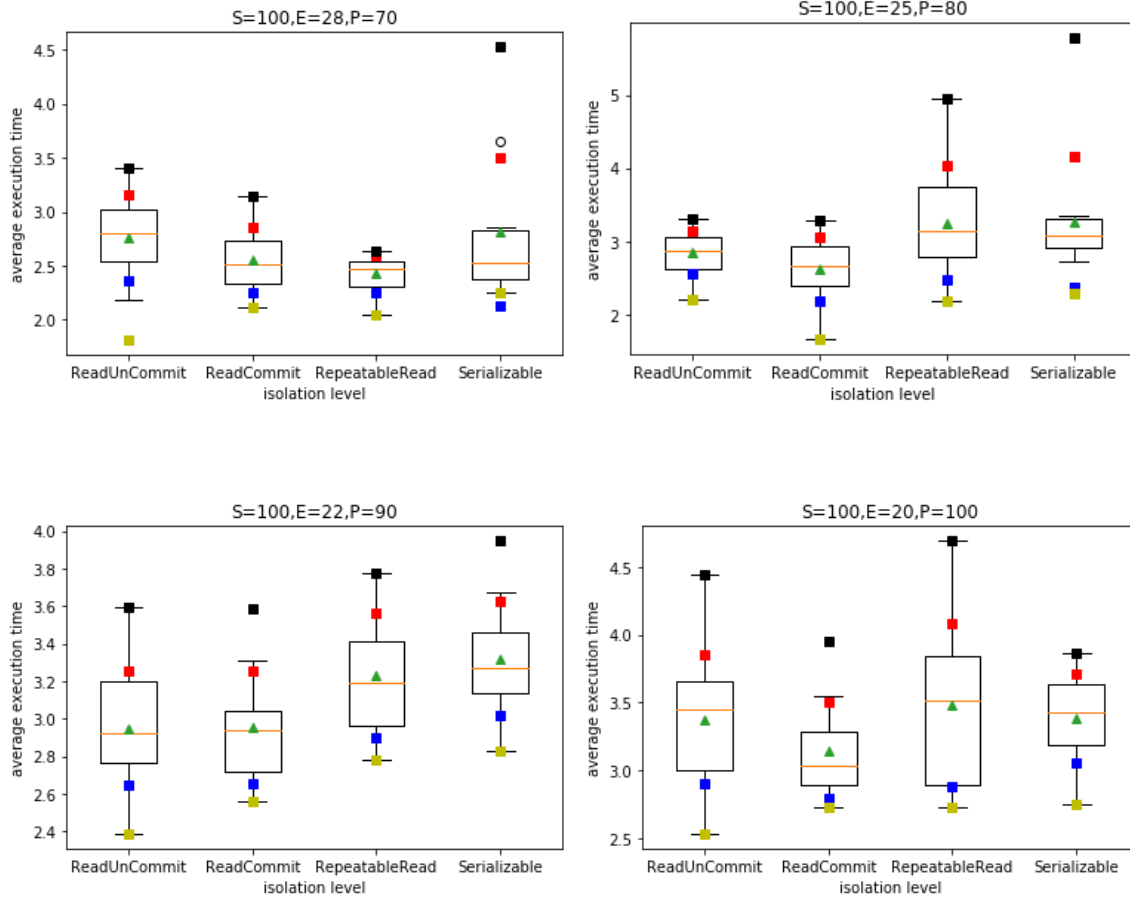 S=100,E=28,P=70
average execution time
4.5
4.0
3.5
3.0
2.5
2.0
ReadUnCommit ReadCommit RepeatableRead Serializable
isolation level
S=100,E=25,P=80
average execution time
5
4
3
2
ReadUnCommit ReadCommit RepeatableRead Serializable
isolation level
S=100,E=22,P=90
average execution time
4.0
3.8
3.6
3.4
3.2
3.0
2.8
2.6
2.4
ReadUnCommit ReadCommit RepeatableRead Serializable
isolation level
S=100,E=20,P=100
average execution time
4.5
4.0
3.5
3.0
2.5
ReadUnCommit ReadCommit RepeatableRead Serializable
isolation level